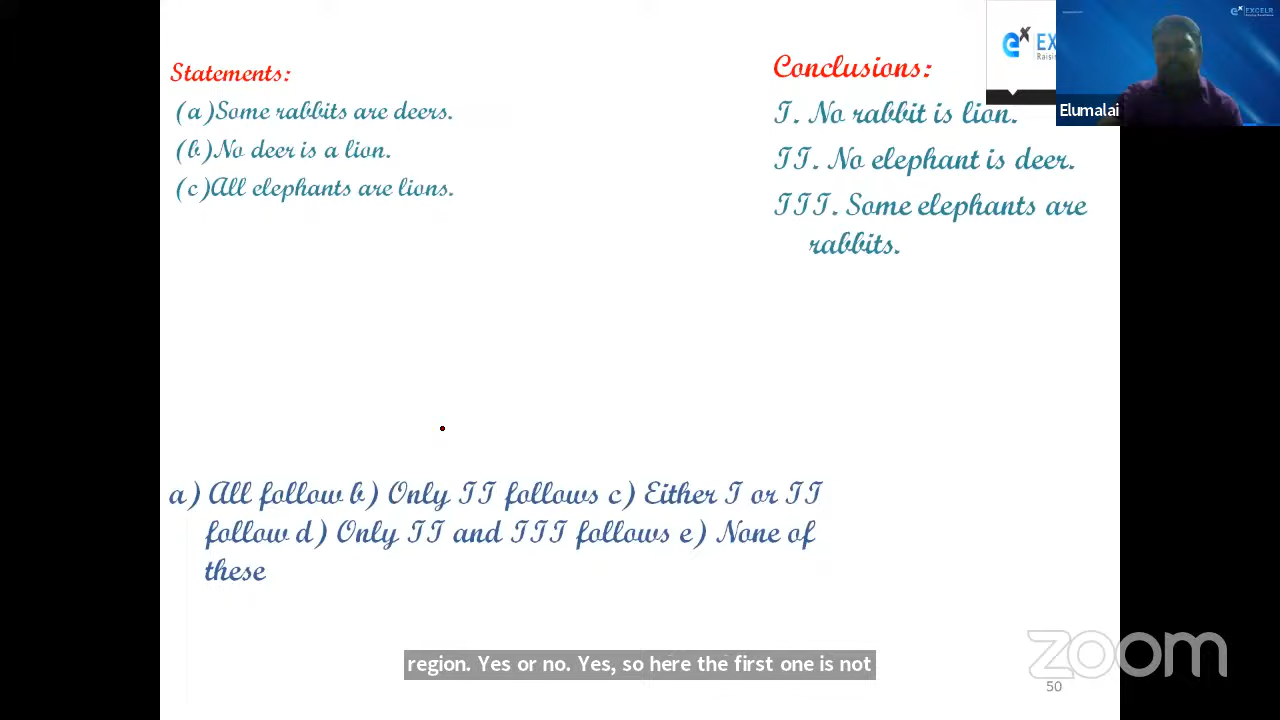 Statements:
(a)Some rabbits are deers.
(b)No deer is a lion.
(c)All elephants are lions.
Conclusions:
I. No rabbit is lion.
II. No elephant is deer.
III. Some elephants are
rabbits.
EXCELR
Elumalai
a) All follow b) Only II follows c) Either I or II
follow d) Only II and III follows e) None of
these
region. Yes or no. Yes, so here the first one is not
zoom
50